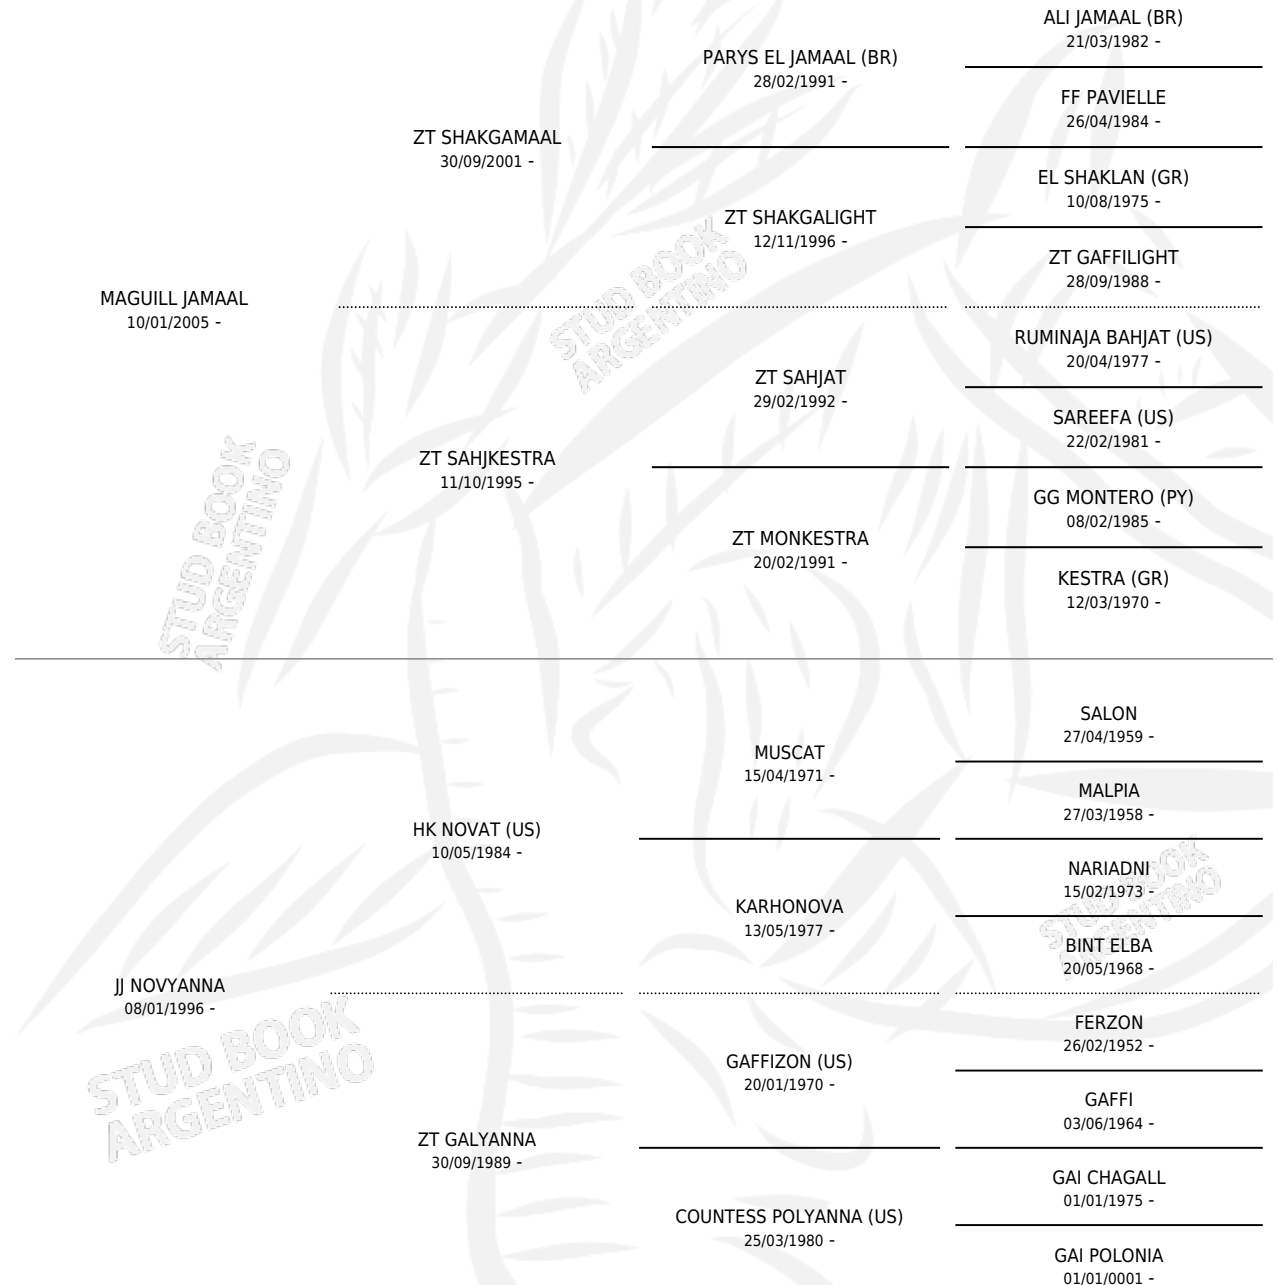 ALI JAMAAL (BR)
21/03/1982 -
PARYS EL JAMAAL (BR)
28/02/1991 -
FF PAVIELLE
26/04/1984 -
ZT SHAKGAMAAL
30/09/2001 -
EL SHAKLAN (GR)
10/08/1975 -
ZT SHAKGALIGHT
12/11/1996 -
ZT GAFFILIGHT
28/09/1988 -
MAGUILL JAMAAL
10/01/2005 -
STUD BOOK
ARGENTINO
RUMINAJA BAHJAT (US)
20/04/1977 -
ZT SAHJAT
29/02/1992 -
SAREEFA (US)
22/02/1981 -
ZT SAHJKESTRA
11/10/1995 -
GG MONTERO (PY)
08/02/1985 -
ZT MONKESTRA
20/02/1991 -
KESTRA (GR)
12/03/1970 -
STUD BOOK
ARGENTINO
SALON
27/04/1959 -
MUSCAT
15/04/1971 -
MALPIA
27/03/1958 -
HK NOVAT (US)
10/05/1984 -
NARIADNI
15/02/1973 -
KARHONOVA
13/05/1977 -
STUD BOOK
ARGENTINO
BINT ELBA
20/05/1968 -
JJ NOVYANNA
08/01/1996 -
STUD BOOK
ARGENTINO
FERZON
26/02/1952 -
GAFFIZON (US)
20/01/1970 -
GAFFI
03/06/1964 -
ZT GALYANNA
30/09/1989 -
GAI CHAGALL
01/01/1975 -
COUNTESS POLYANNA (US)
25/03/1980 -
GAI POLONIA
01/01/0001 -